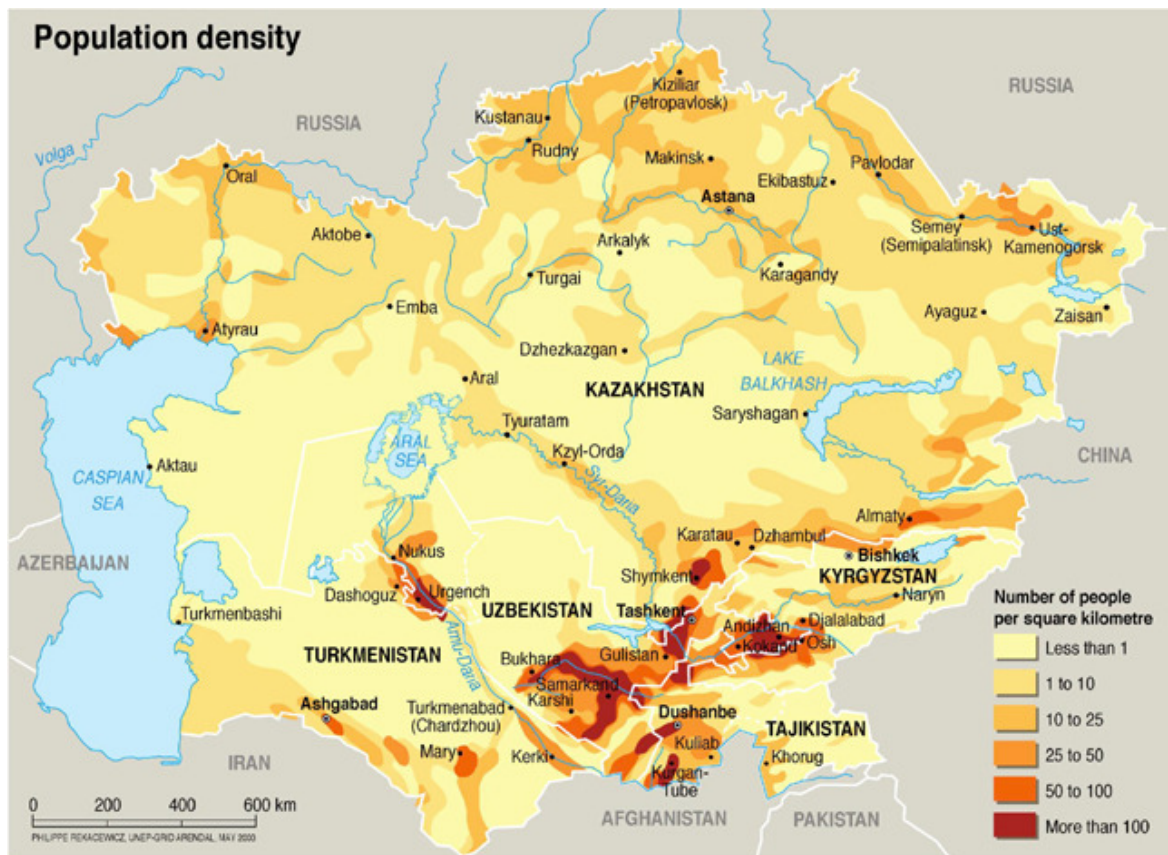 Population density
RUSSIA
RUSSIA
Volga
Kiziliar
(Petropavlosk)
Kustanau
Rudny
Makinsk
Pavlodar
Oral
Ekibastuz
Astana
Aktobe
Semey
(Semipalatinsk)
Ust-
Kamenogorsk
Arkalyk
Karagandy
Turgai
Emba
Ayaguz
Zaisan
Atyrau
Dzhezkazgan
LAKE
BALKHASH
Aral
KAZAKHSTAN
Saryshagan
Tyuratam
ARAL
SEA
Kzyl-Orda
Syr-Daria
CHINA
Aktau
CASPIAN
SEA
Almaty
Karatau
Dzhambul
AZERBAIJAN
Nukus
Bishkek
KYRGYZSTAN
Shymkent
Dashoguz
Urgench
UZBEKISTAN
Tashkent
Naryn
Turkmenbashi
Andizhan
Djalalabad
Kokand
Osh
Amu-Daria
Gulistan
TURKMENISTAN
Bukhara
Samarkand
Karshi
Ashgabad
Turkmenabad
(Chardzhou)
Dushanbe
TAJIKISTAN
Mary
Kerki
Kuliab
Khorug
Kurgan-
Tube
IRAN
AFGHANISTAN
PAKISTAN
Number of people
per square kilometre
Less than 1
1 to 10
10 to 25
25 to 50
50 to 100
More than 100
0 200 400 600 km
PHILIPPE REKACEWICZ, UNEP-GRID ARENDAL, MAY 2000